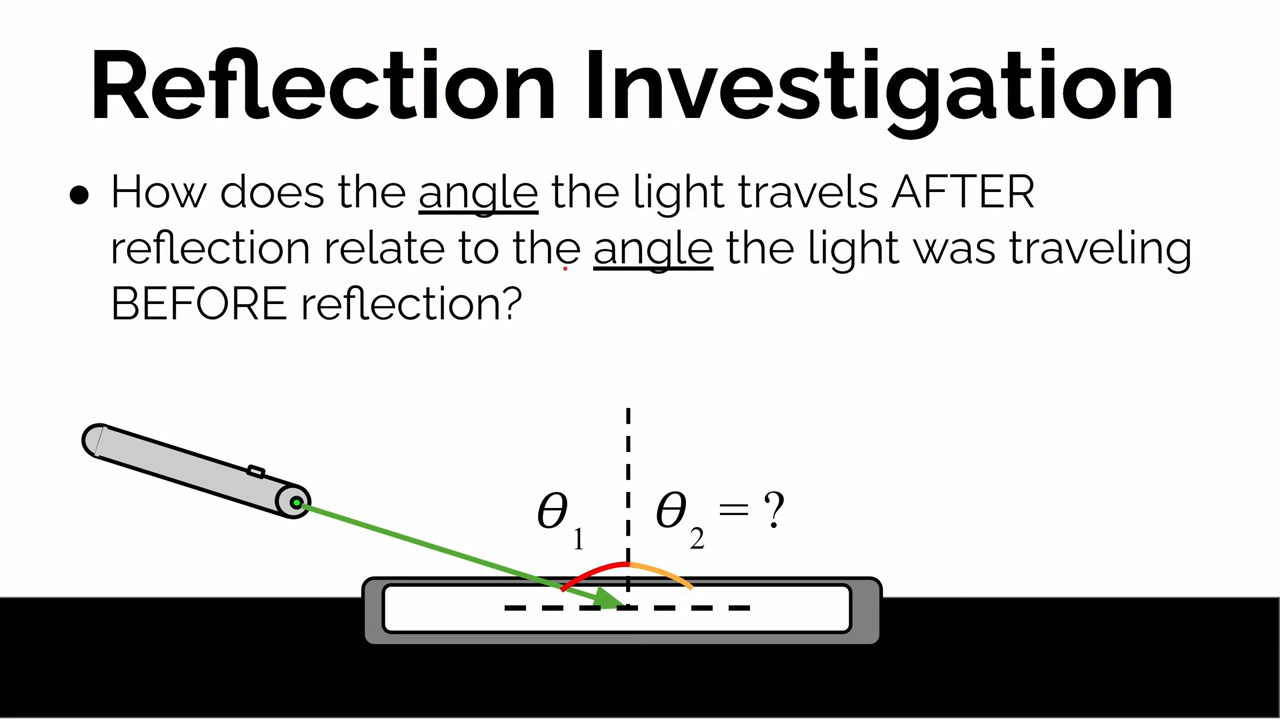 Reflection Investigation
● How does the angle the light travels AFTER
reflection relate to the angle the light was traveling
BEFORE reflection?
θ₁ θ₂ = ?